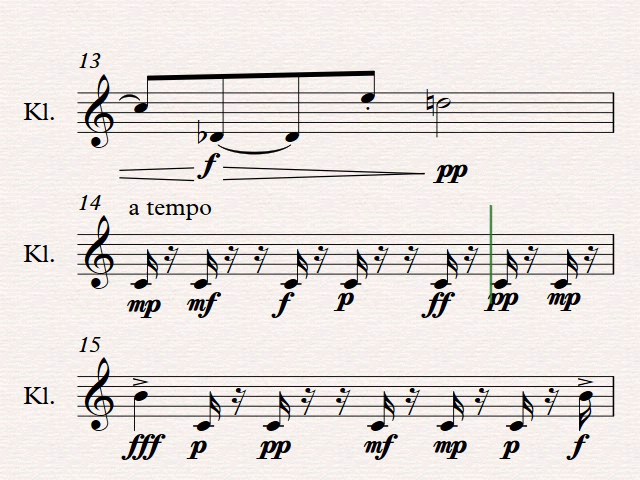 13
Kl.
f pp
14 a tempo
Kl.
mp mf f p ff pp mp
15
Kl.
fff p pp mf mp p f